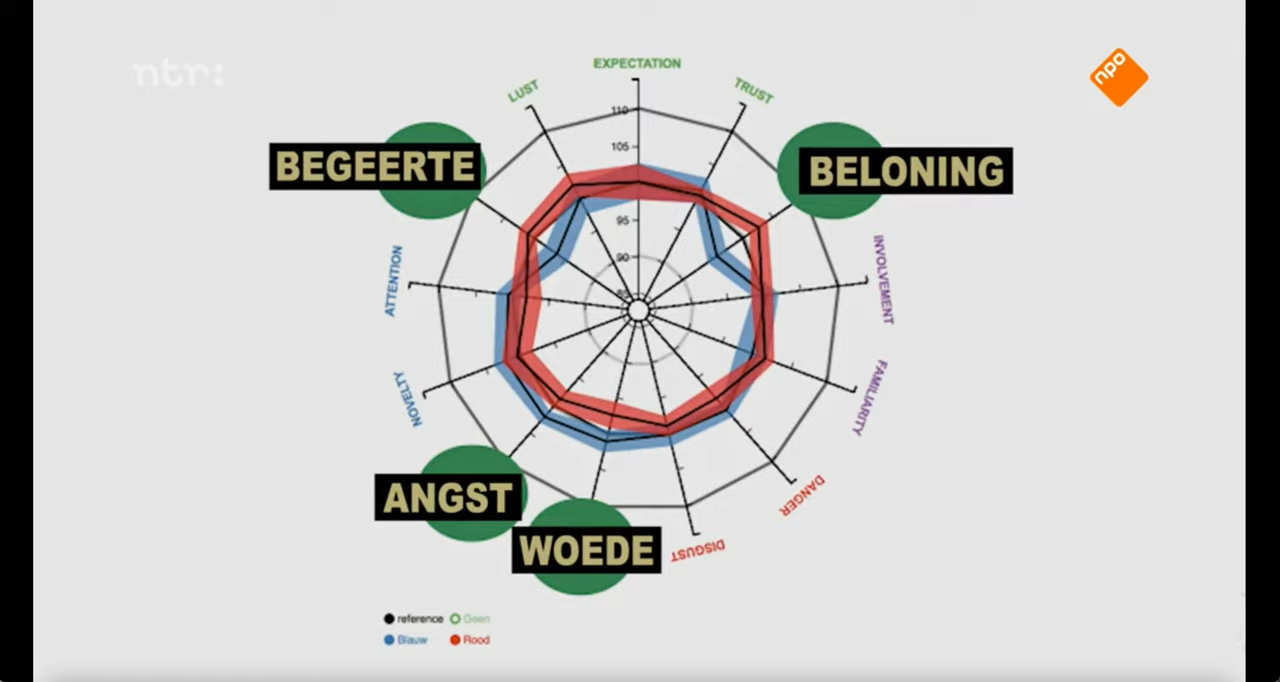 ntr:
npo
EXPECTATION
LUST
TRUST
110
105
BEGEERTE
BELONING
95
90
ATTENTION
INVOLVEMENT
NOVELTY
FAMILIARITY
ANGST
DANGER
WOEDE
DISGUST
reference
Geen
Blauw
Rood